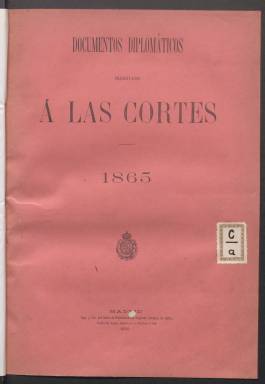 DOCUMENTOS DIPLOMÁTICOS
PRESENTADOS
Á LAS CORTES
1865
C
a
MADRID